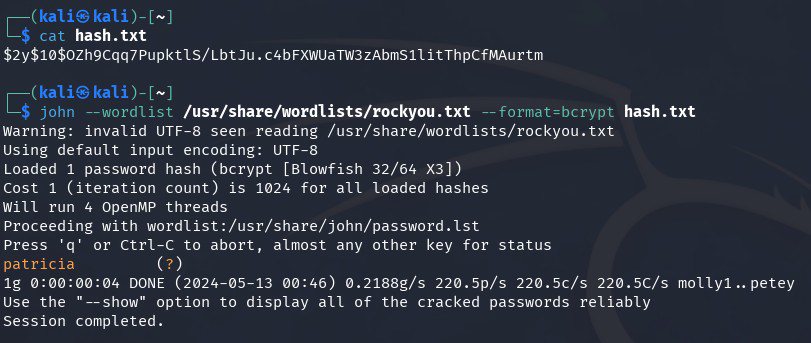 ┌──(kali㉿kali)-[~]
└─$ cat hash.txt
$2y$10$OZh9Cqq7PupktlS/LbtJu.c4bFXWUaTW3zAbmS1litThpCfMAurtm
┌──(kali㉿kali)-[~]
└─$ john --wordlist /usr/share/wordlists/rockyou.txt --format=bcrypt hash.txt
Warning: invalid UTF-8 seen reading /usr/share/wordlists/rockyou.txt
Using default input encoding: UTF-8
Loaded 1 password hash (bcrypt [Blowfish 32/64 X3])
Cost 1 (iteration count) is 1024 for all loaded hashes
Will run 4 OpenMP threads
Proceeding with wordlist:/usr/share/john/password.lst
Press 'q' or Ctrl-C to abort, almost any other key for status
patricia         (?)
1g 0:00:00:04 DONE (2024-05-13 00:46) 0.2188g/s 220.5p/s 220.5c/s 220.5C/s molly1..petey
Use the "--show" option to display all of the cracked passwords reliably
Session completed.